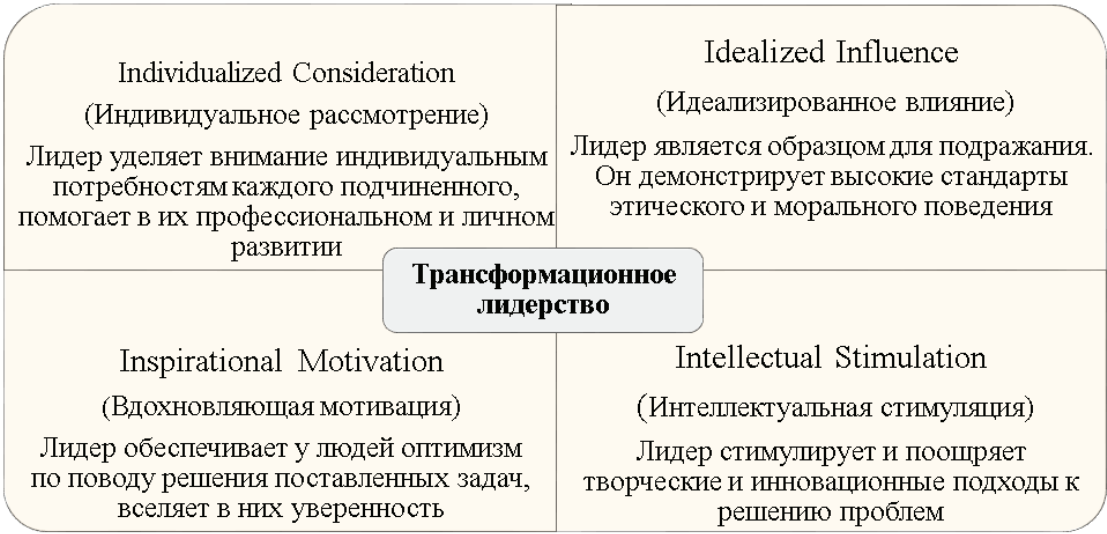 Individualized Consideration
(Индивидуальное рассмотрение)
Лидер уделяет внимание индивидуальным
потребностям каждого подчиненного,
помогает в их профессиональном и личном
развитии
Idealized Influence
(Идеализированное влияние)
Лидер является образцом для подражания.
Он демонстрирует высокие стандарты
этического и морального поведения
Трансформационное
лидерство
Inspirational Motivation
(Вдохновляющая мотивация)
Лидер обеспечивает у людей оптимизм
по поводу решения поставленных задач,
вселяет в них уверенность
Intellectual Stimulation
(Интеллектуальная стимуляция)
Лидер стимулирует и поощряет
творческие и инновационные подходы к
решению проблем